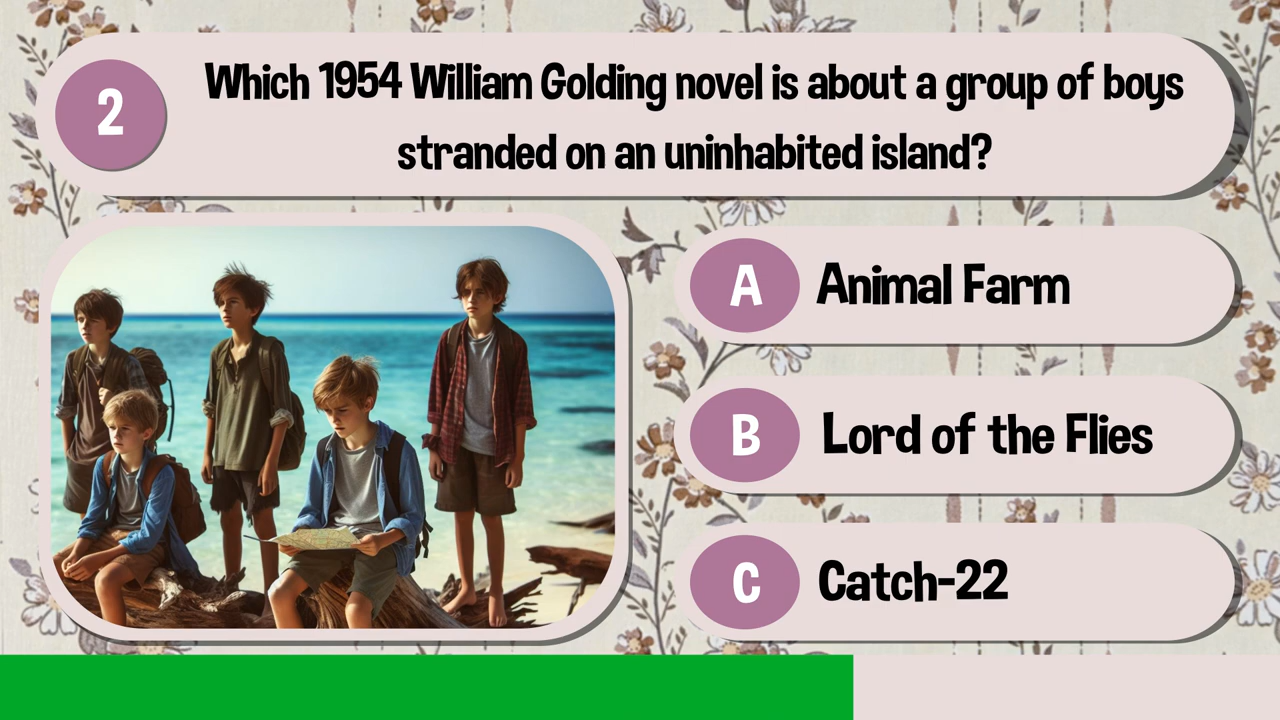 2
Which 1954 William Golding novel is about a group of boys
stranded on an uninhabited island?
A Animal Farm
B Lord of the Flies
C Catch-22